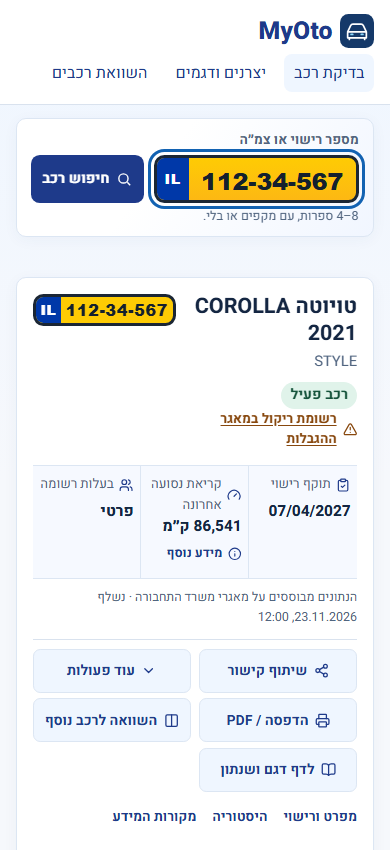 MyOto
בדיקת רכב
יצרנים ודגמים
השוואת רכבים
מספר רישוי או צמ״ה
IL 112-34-567
חיפוש רכב
4–8 ספרות, עם מקפים או בלי.
טויוטה COROLLA
2021
IL 112-34-567
STYLE
רכב פעיל
רשומת ריקול במאגר
ההגבלות
תוקף רישוי
07/04/2027
קריאת נסועה
אחרונה
86,541 ק״מ
מידע נוסף
בעלות רשומה
פרטי
הנתונים מבוססים על מאגרי משרד התחבורה · נשלף
23.11.2026, 12:00
שיתוף קישור
עוד פעולות
הדפסה / PDF
השוואה לרכב נוסף
לדף דגם ושנתון
מפרט ורישוי
היסטוריה
מקורות המידע